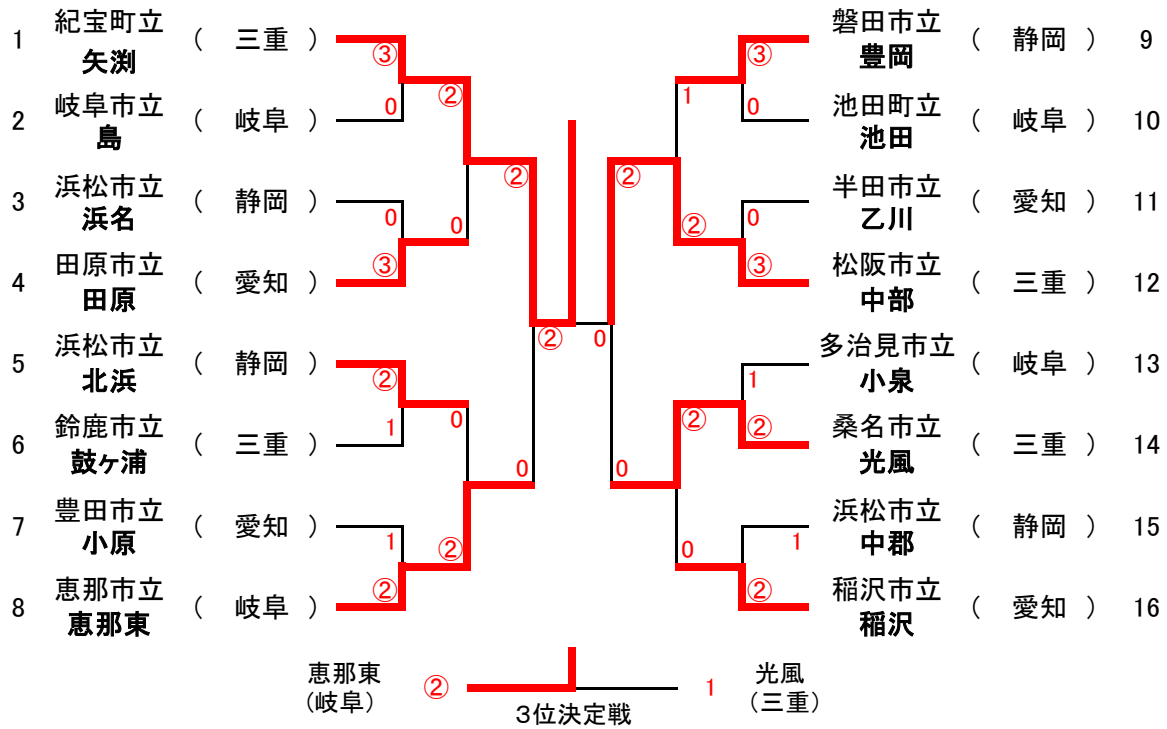 1 紀宝町立 矢渕 ( 三重 ) ③
2 岐阜市立 島 ( 岐阜 ) 0
②
3 浜松市立 浜名 ( 静岡 ) 0
4 田原市立 田原 ( 愛知 ) ③
0
②
5 浜松市立 北浜 ( 静岡 ) ②
6 鈴鹿市立 鼓ヶ浦 ( 三重 ) 1
0
7 豊田市立 小原 ( 愛知 ) 1
8 恵那市立 恵那東 ( 岐阜 ) ②
②
0
② 0
9 磐田市立 豊岡 ( 静岡 ) ③
10 池田町立 池田 ( 岐阜 ) 0
1
11 半田市立 乙川 ( 愛知 ) 0
12 松阪市立 中部 ( 三重 ) ③
②
②
13 多治見市立 小泉 ( 岐阜 ) 1
14 桑名市立 光風 ( 三重 ) ②
②
15 浜松市立 中郡 ( 静岡 ) 1
16 稲沢市立 稲沢 ( 愛知 ) ②
0
0
恵那東 (岐阜) ② 1 光風 (三重)
3位決定戦